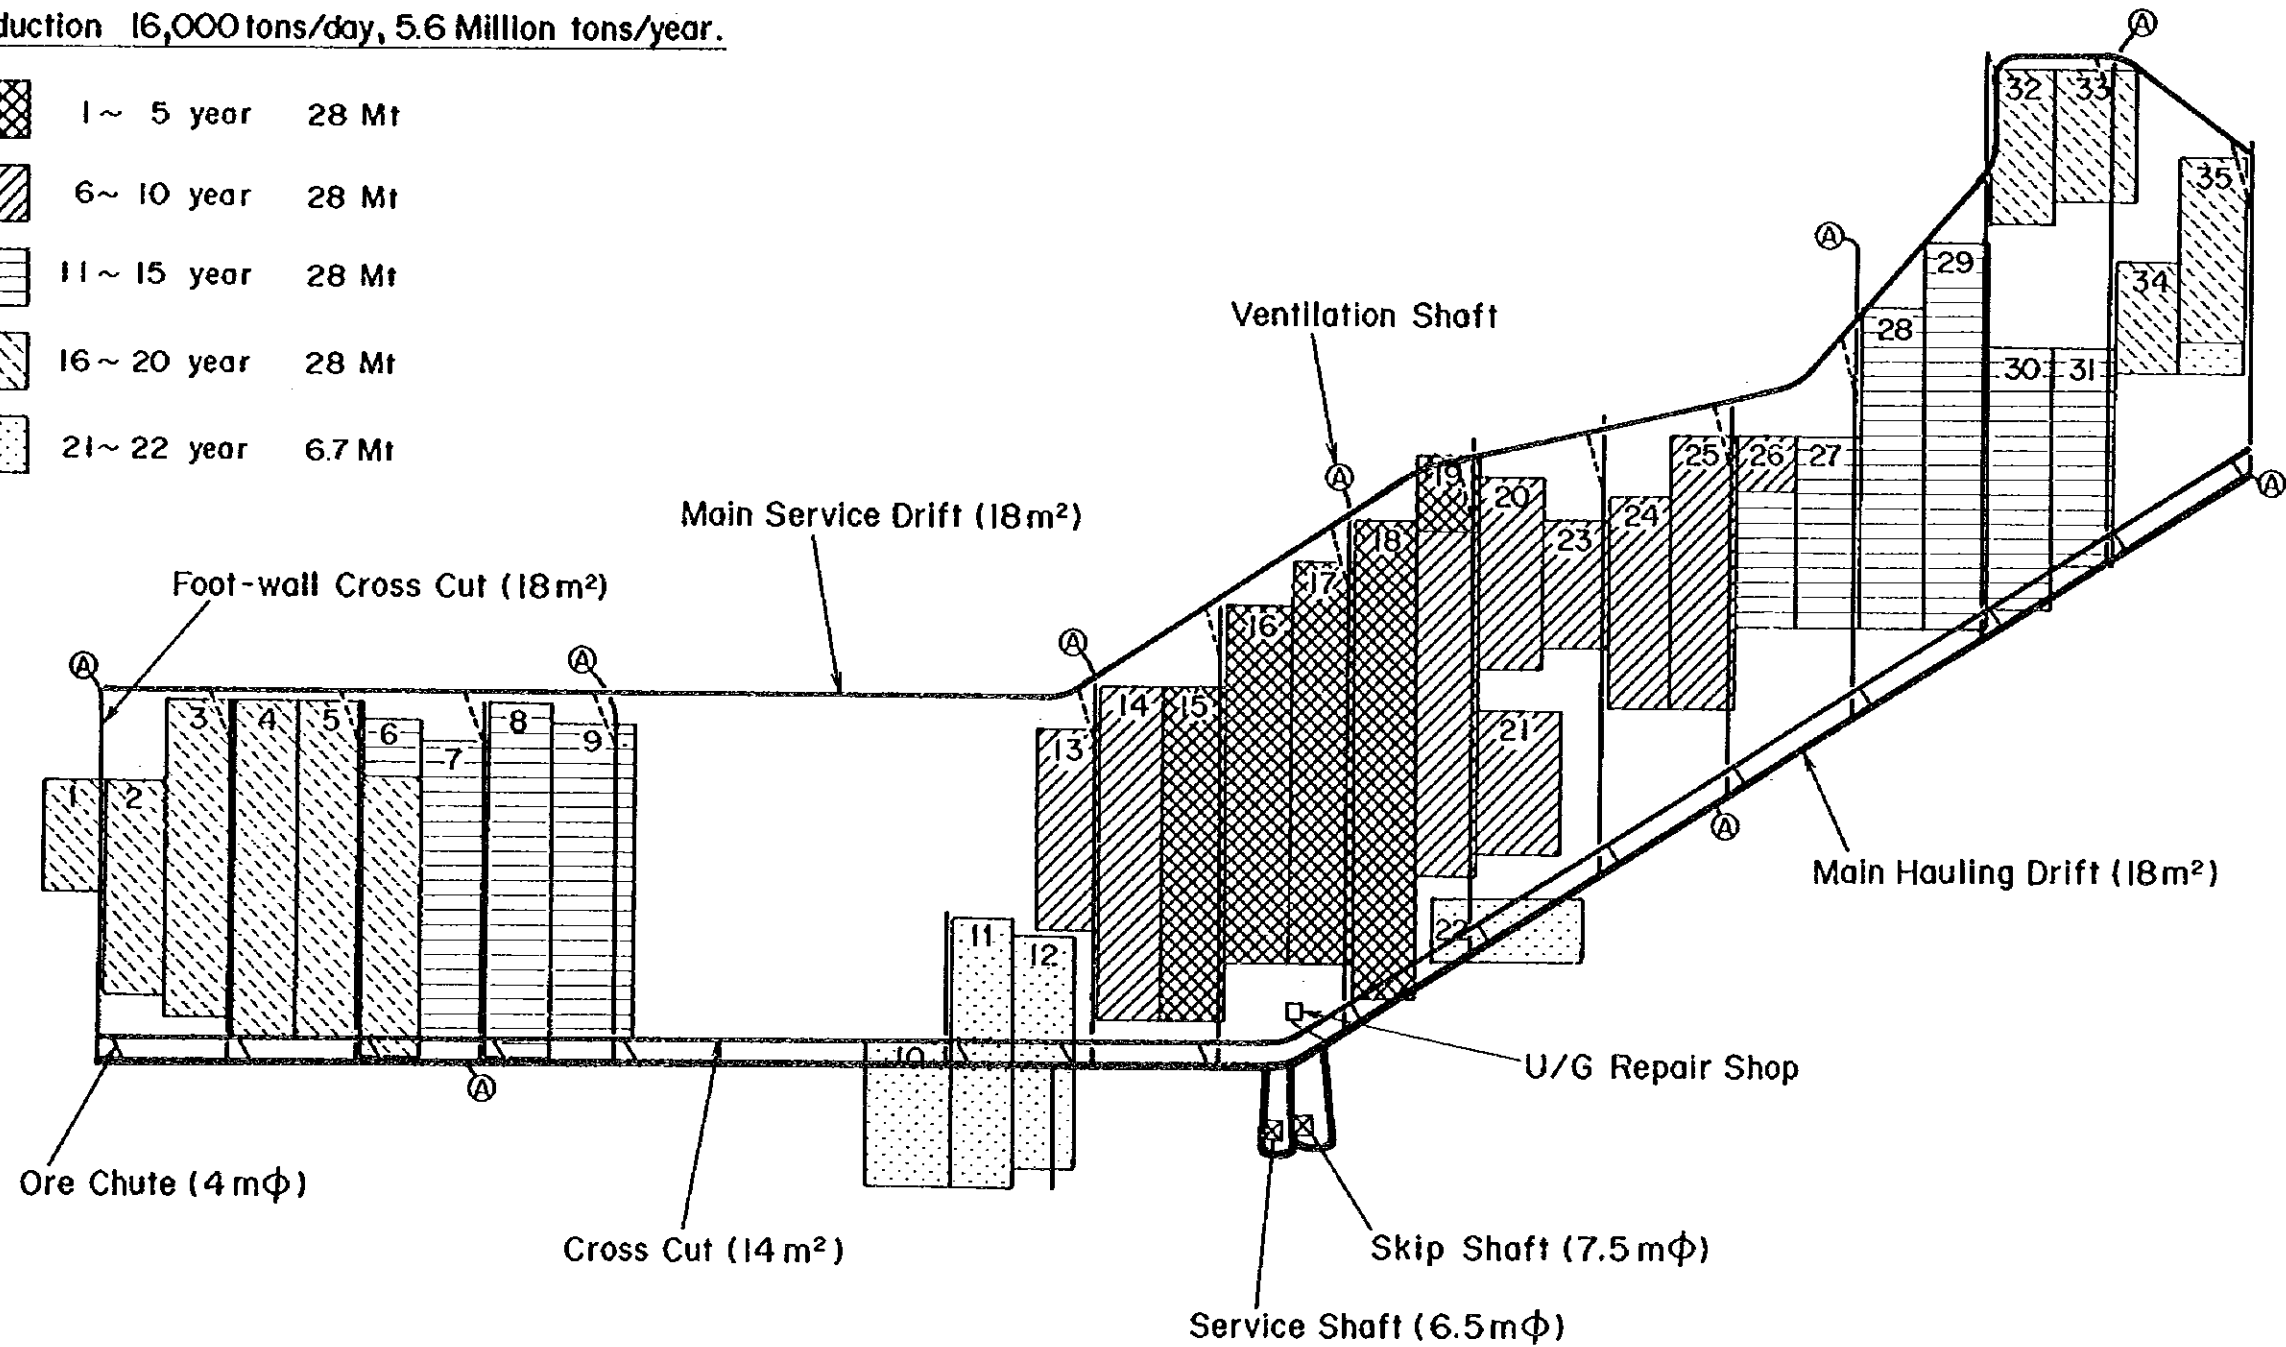 duction 16,000 tons/day, 5.6 Million tons/year.
1~ 5 year 28 Mt
6~ 10 year 28 Mt
11~ 15 year 28 Mt
16~ 20 year 28 Mt
21~ 22 year 6.7 Mt
A
32 33
35
A
29
34
Ventilation Shaft
28
30 31
A
19
25 26 27
20
A
Main Service Drift (18m²)
24
18 23
17
Foot-wall Cross Cut (18m²)
16
A A A
3 4 5 6 7 8 9
14 15
13
21
1 2
A
Main Hauling Drift (18m²)
11 12
22
10
A
U/G Repair Shop
Ore Chute (4mφ)
Cross Cut (14m²)
Skip Shaft (7.5mφ)
Service Shaft (6.5mφ)